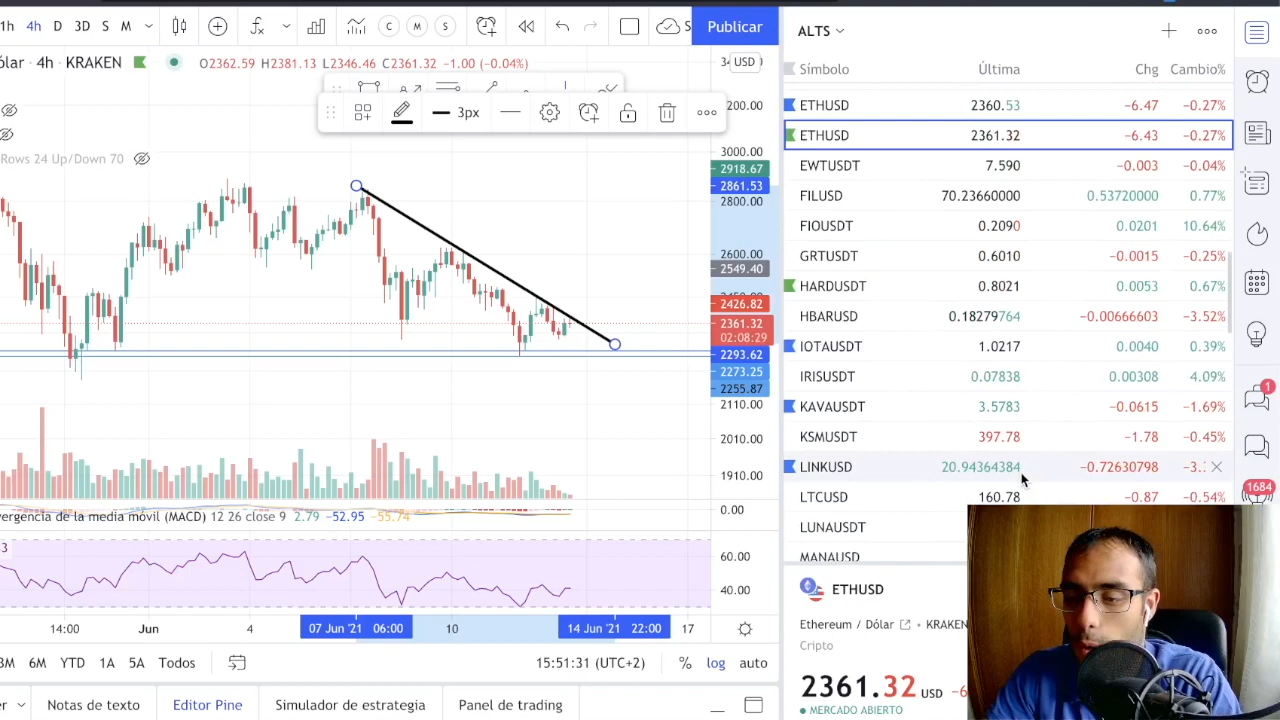 1h 4h D 3D S M C M S S Publicar
ólar · 4h · KRAKEN O2362.59 H2381.13 L2346.46 C2361.32 −1.00 (−0.04%) USD
3px
Rows 24 Up/Down 70
3000.00
2918.67
2861.53
2800.00
2600.00
2549.40
2426.82
2361.32
02:08:29
2293.62
2273.25
2255.87
2110.00
2010.00
1910.00
0.00
vergencia de la media móvil (MACD) 12 26 close 9 2.79 −52.95 −55.74
3
60.00
40.00
14:00 Jun 4 07 Jun '21 06:00 10 14 Jun '21 22:00 17
3M 6M YTD 1A 5A Todos 15:51:31 (UTC+2) % log auto
er Notas de texto Editor Pine Simulador de estrategia Panel de trading
ALTS
Símbolo Última Chg Cambio%
ETHUSD 2360.53 −6.47 −0.27%
ETHUSD 2361.32 −6.43 −0.27%
EWTUSDT 7.590 −0.003 −0.04%
FILUSD 70.23660000 0.53720000 0.77%
FIOUSDT 0.2090 0.0201 10.64%
GRTUSDT 0.6010 −0.0015 −0.25%
HARDUSDT 0.8021 0.0053 0.67%
HBARUSD 0.18279764 −0.00666603 −3.52%
IOTAUSDT 1.0217 0.0040 0.39%
IRISUSDT 0.07838 0.00308 4.09%
KAVAUSDT 3.5783 −0.0615 −1.69%
KSMUSDT 397.78 −1.78 −0.45%
LINKUSD 20.94364384 −0.72630798 −3.
LTCUSD 160.78 −0.87 −0.54%
LUNAUSDT
MANAUSD
ETHUSD
Ethereum / Dólar • KRAKEN
Cripto
2361.32 USD −6
MERCADO ABIERTO
1
1684